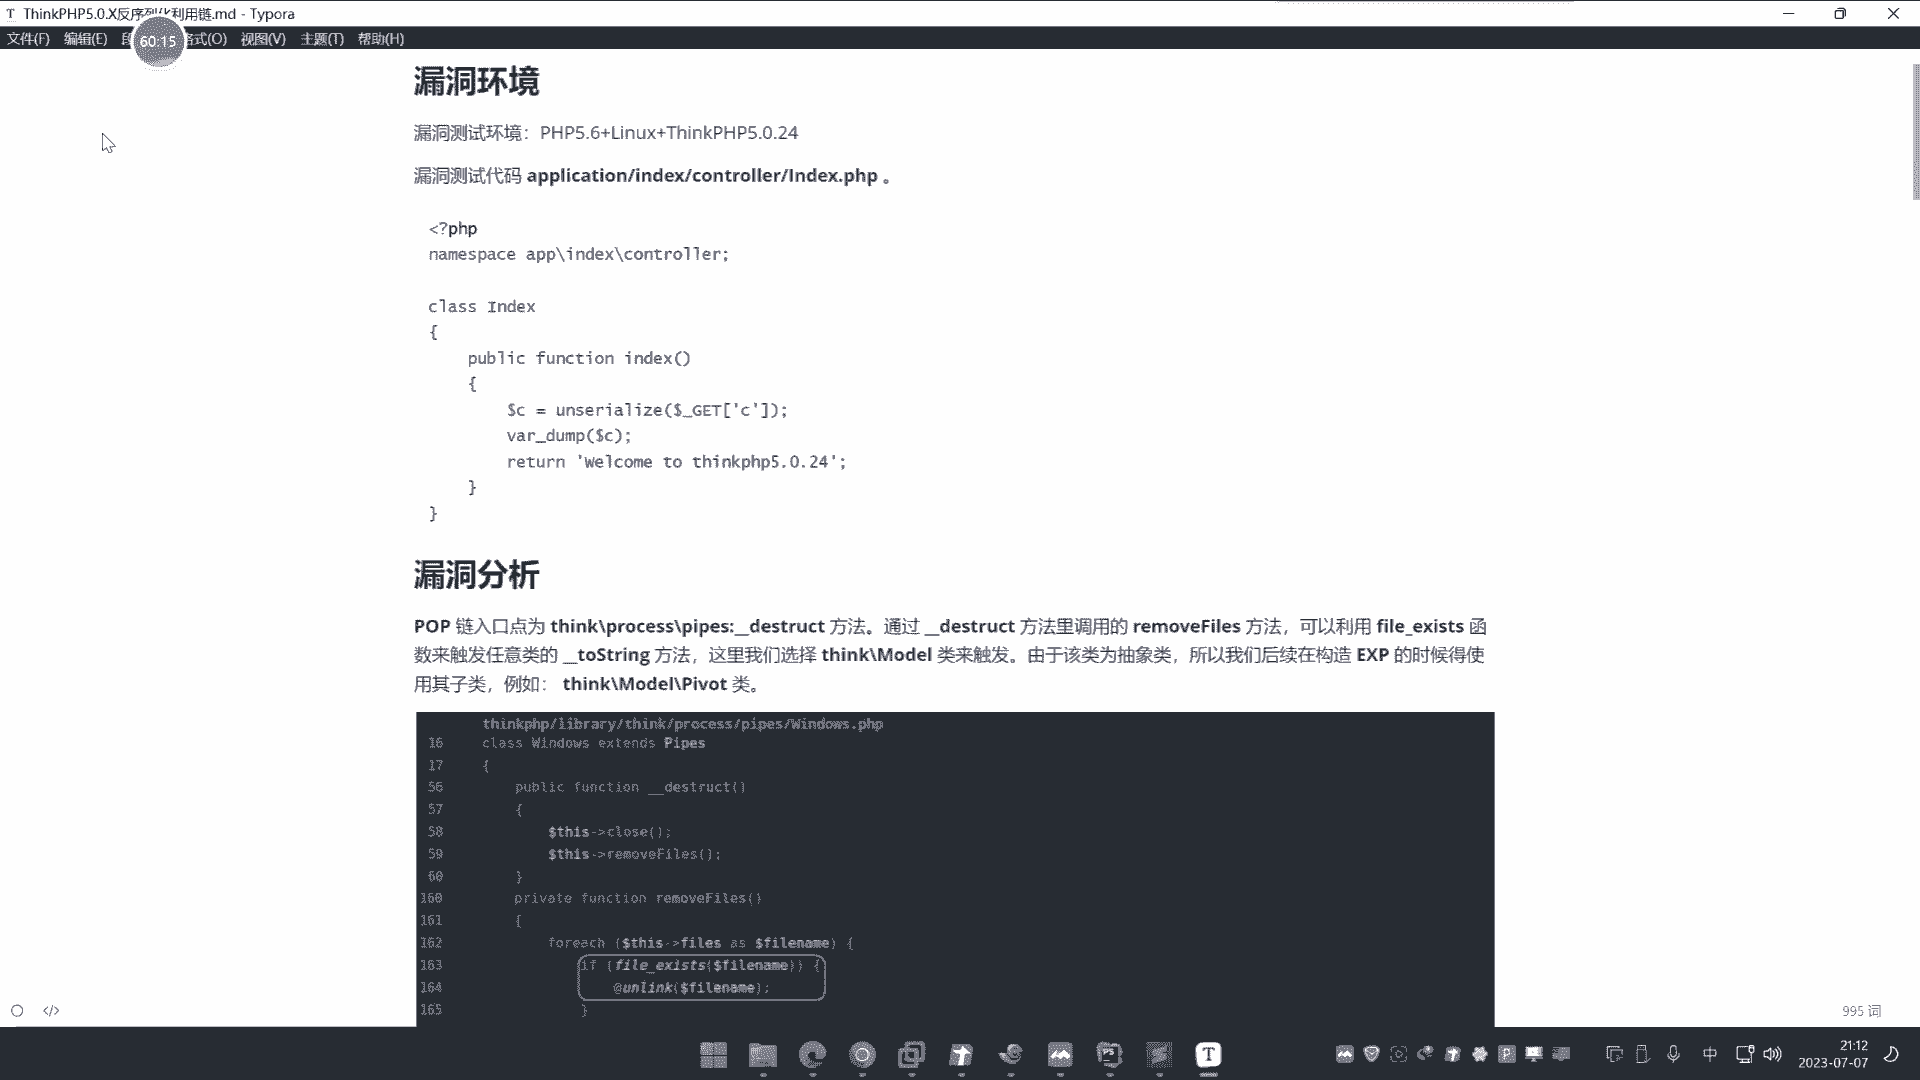 ThinkPHP5.0.X反序列化利用链.md - Typora
文件(F) 编辑(E) 段 格式(O) 视图(V) 主题(T) 帮助(H)
60:15
漏洞环境
漏洞测试环境：PHP5.6+Linux+ThinkPHP5.0.24
漏洞测试代码 application/index/controller/Index.php 。
<?php
namespace app\index\controller;
class Index
{
public function index()
{
$c = unserialize($_GET['c']);
var_dump($c);
return 'Welcome to thinkphp5.0.24';
}
}
漏洞分析
POP 链入口点为 think\process\pipes:__destruct 方法。通过 __destruct 方法里调用的 removeFiles 方法，可以利用 file_exists 函
数来触发任意类的 __toString 方法，这里我们选择 think\Model 类来触发。由于该类为抽象类，所以我们后续在构造 EXP 的时候得使
用其子类，例如： think\Model\Pivot 类。
thinkphp/library/think/process/pipes/Windows.php
16 class Windows extends Pipes
17 {
56 public function __destruct()
57 {
58 $this->close();
59 $this->removeFiles();
60 }
160 private function removeFiles()
161 {
162 foreach ($this->files as $filename) {
163 if (file_exists($filename)) {
164 @unlink($filename);
165 }
</> 995 词
中 21:12
2023-07-07